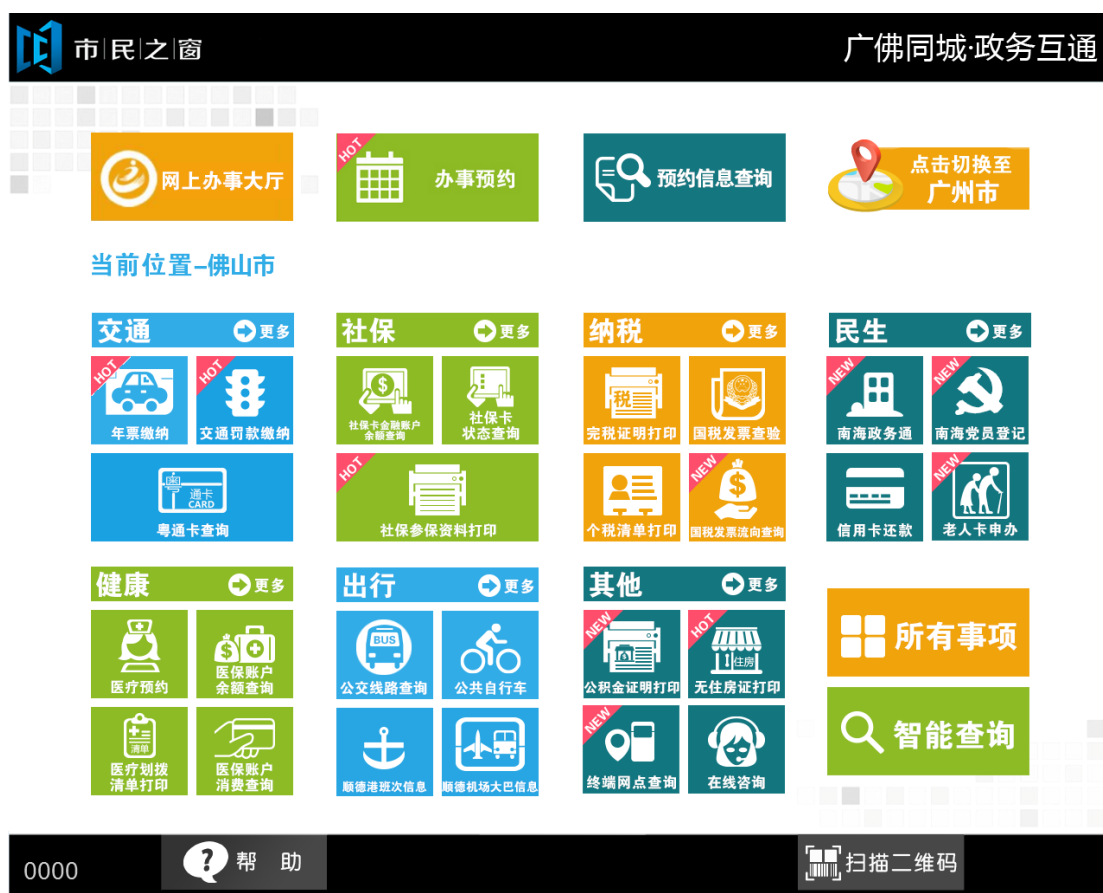 市民之窗
广佛同城·政务互通
网上办事大厅
HOT
办事预约
预约信息查询
点击切换至
广州市
当前位置-佛山市
交通
更多
社保
更多
纳税
更多
民生
更多
HOT
年票缴纳
HOT
交通罚款缴纳
$
社保卡金融账户
余额查询
社保卡
状态查询
税
完税证明打印
国税发票查验
NEW
南海政务通
NEW
南海党员登记
通卡
CARD
粤通卡查询
HOT
社保参保资料打印
个税清单打印
NEW
$
国税发票流向查询
信用卡还款
NEW
老人卡申办
健康
更多
出行
更多
其他
更多
医疗预约
$
医保账户
余额查询
BUS
公交线路查询
公共自行车
NEW
公积金证明打印
HOT
住房
无住房证打印
所有事项
清单
医疗划拨
清单打印
医保账户
消费查询
顺德港班次信息
顺德机场大巴信息
NEW
终端网点查询
在线咨询
智能查询
0000
?
帮 助
扫描二维码